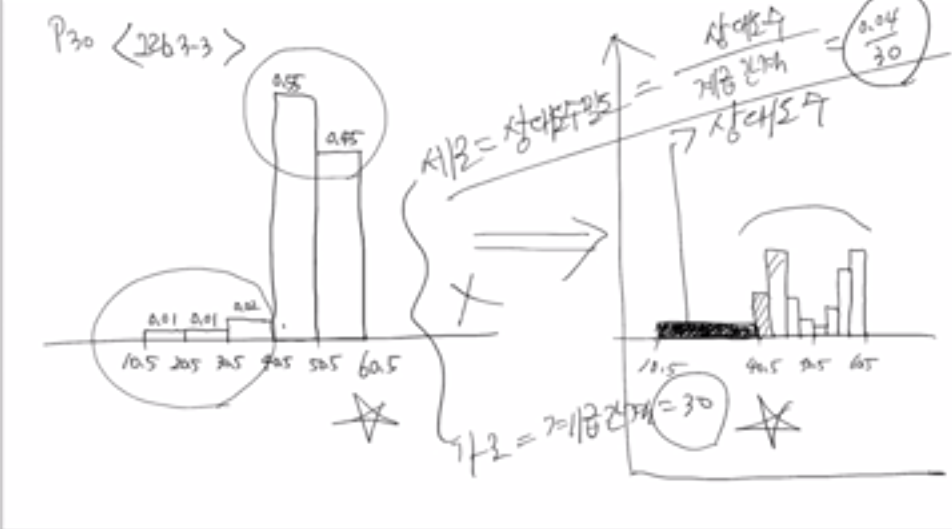 P30 <그림 3-3>
0.55
0.45
0.01 0.01 0.02
10.5 20.5 30.5 40.5 50.5 60.5
세로 = 상대도수밀도 = 상대도수 / 계급간격 = 0.04 / 30
상대도수
가로 = 계급간격 = 30
10.5 40.5 50.5 60.5